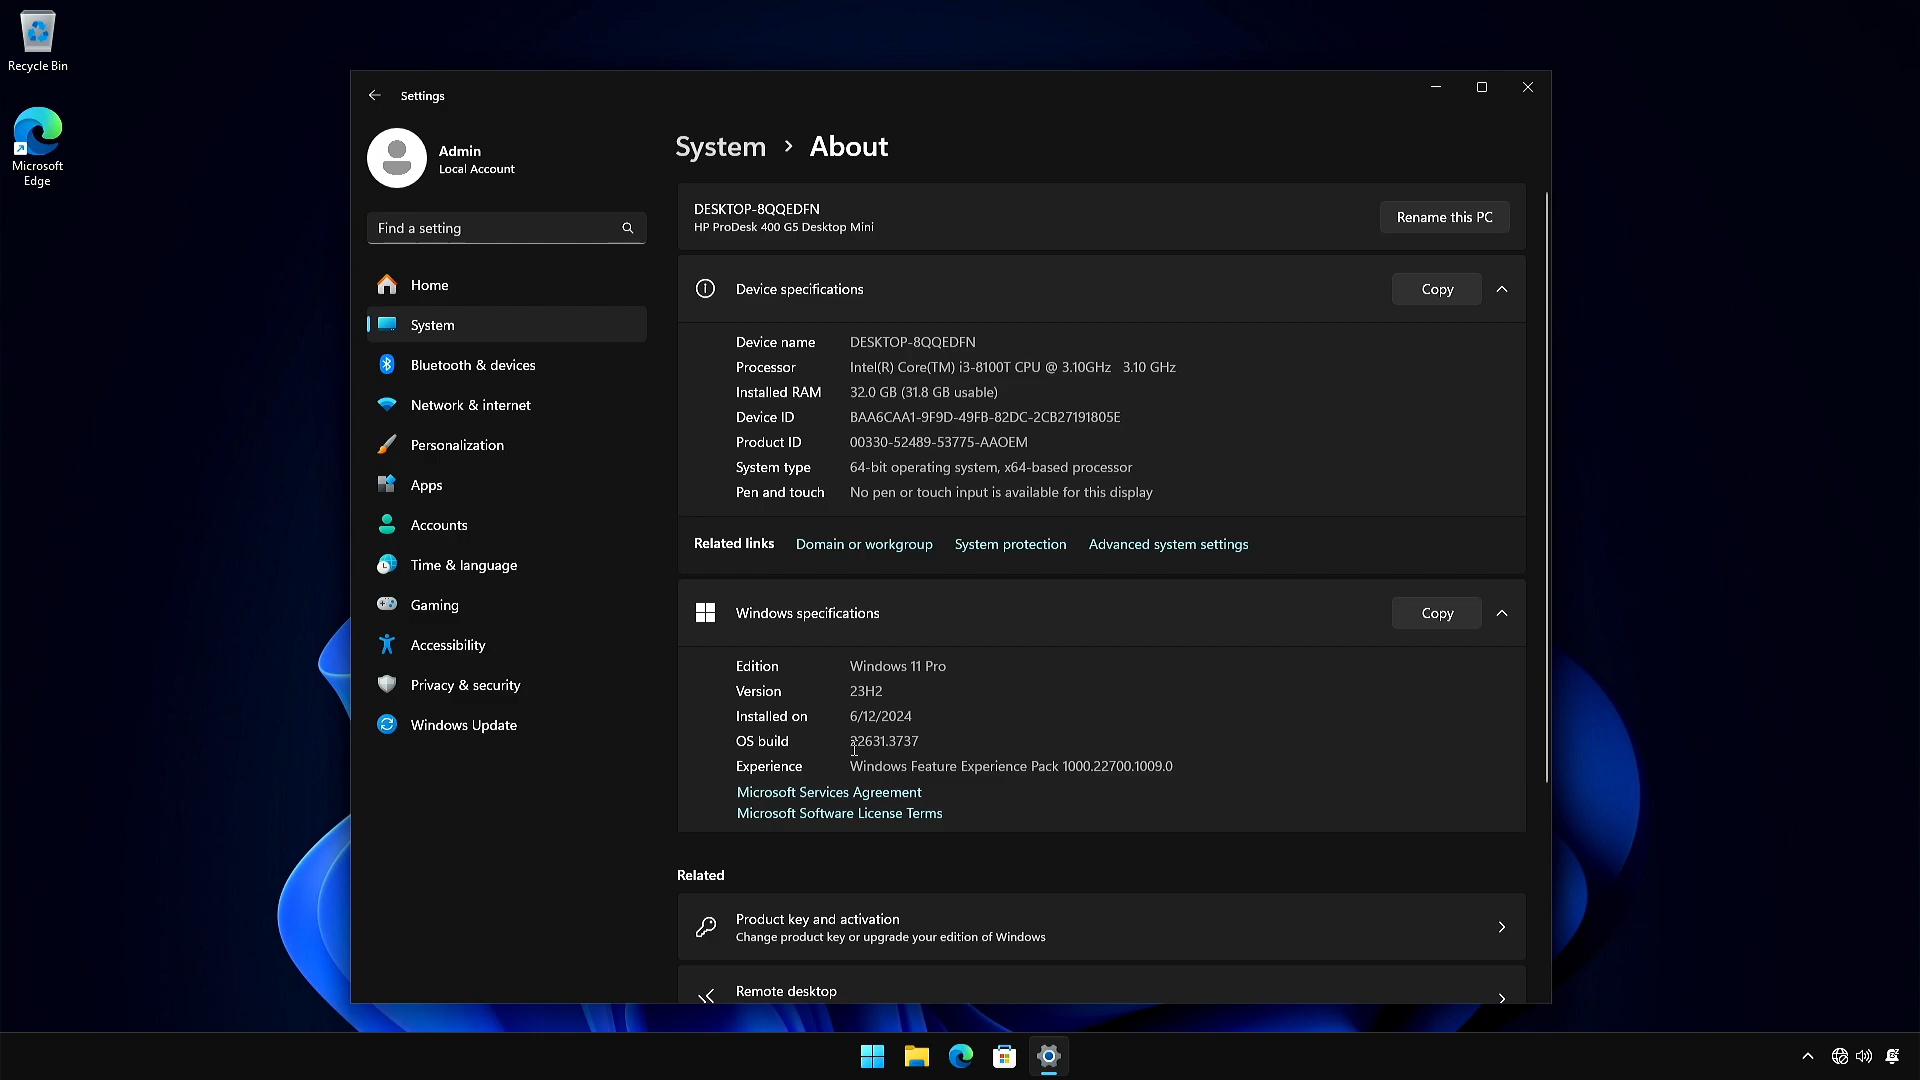 Recycle Bin
Microsoft
Edge
Settings
Admin
Local Account
Find a setting
Home
System
Bluetooth & devices
Network & internet
Personalization
Apps
Accounts
Time & language
Gaming
Accessibility
Privacy & security
Windows Update
System › About
DESKTOP-8QQEDFN
HP ProDesk 400 G5 Desktop Mini
Rename this PC
Device specifications
Copy
Device name DESKTOP-8QQEDFN
Processor Intel(R) Core(TM) i3-8100T CPU @ 3.10GHz 3.10 GHz
Installed RAM 32.0 GB (31.8 GB usable)
Device ID BAA6CAA1-9F9D-49FB-82DC-2CB27191805E
Product ID 00330-52489-53775-AAOEM
System type 64-bit operating system, x64-based processor
Pen and touch No pen or touch input is available for this display
Related links Domain or workgroup System protection Advanced system settings
Windows specifications
Copy
Edition Windows 11 Pro
Version 23H2
Installed on 6/12/2024
OS build 22631.3737
Experience Windows Feature Experience Pack 1000.22700.1009.0
Microsoft Services Agreement
Microsoft Software License Terms
Related
Product key and activation
Change product key or upgrade your edition of Windows
Remote desktop